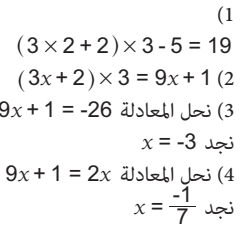 (1
(3 × 2 + 2) × 3 - 5 = 19
(3x + 2) × 3 = 9x + 1 (2
3) نحل المعادلة 9x + 1 = -26
نجد x = -3
4) نحل المعادلة 9x + 1 = 2x
نجد x = -1/7